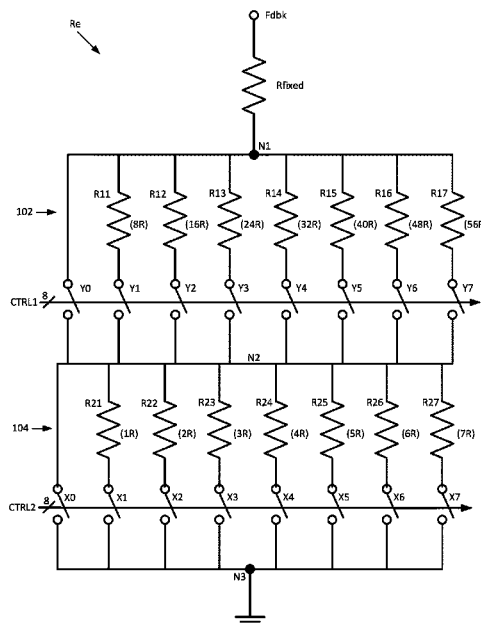 Fdbk
Re
Rfixed
N1
R11 R12 R13 R14 R15 R16 R17
102
(8R) (16R) (24R) (32R) (40R) (48R) (56R
CTRL1 8 Y0 Y1 Y2 Y3 Y4 Y5 Y6 Y7
N2
R21 R22 R23 R24 R25 R26 R27
104
(1R) (2R) (3R) (4R) (5R) (6R) (7R)
CTRL2 8 X0 X1 X2 X3 X4 X5 X6 X7
N3